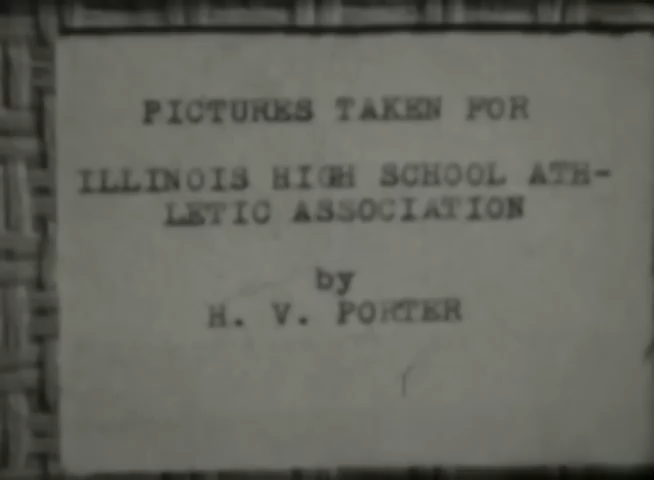 PICTURES TAKEN FOR
ILLINOIS HIGH SCHOOL ATH-
LETIC ASSOCIATION
by
H. V. PORTER